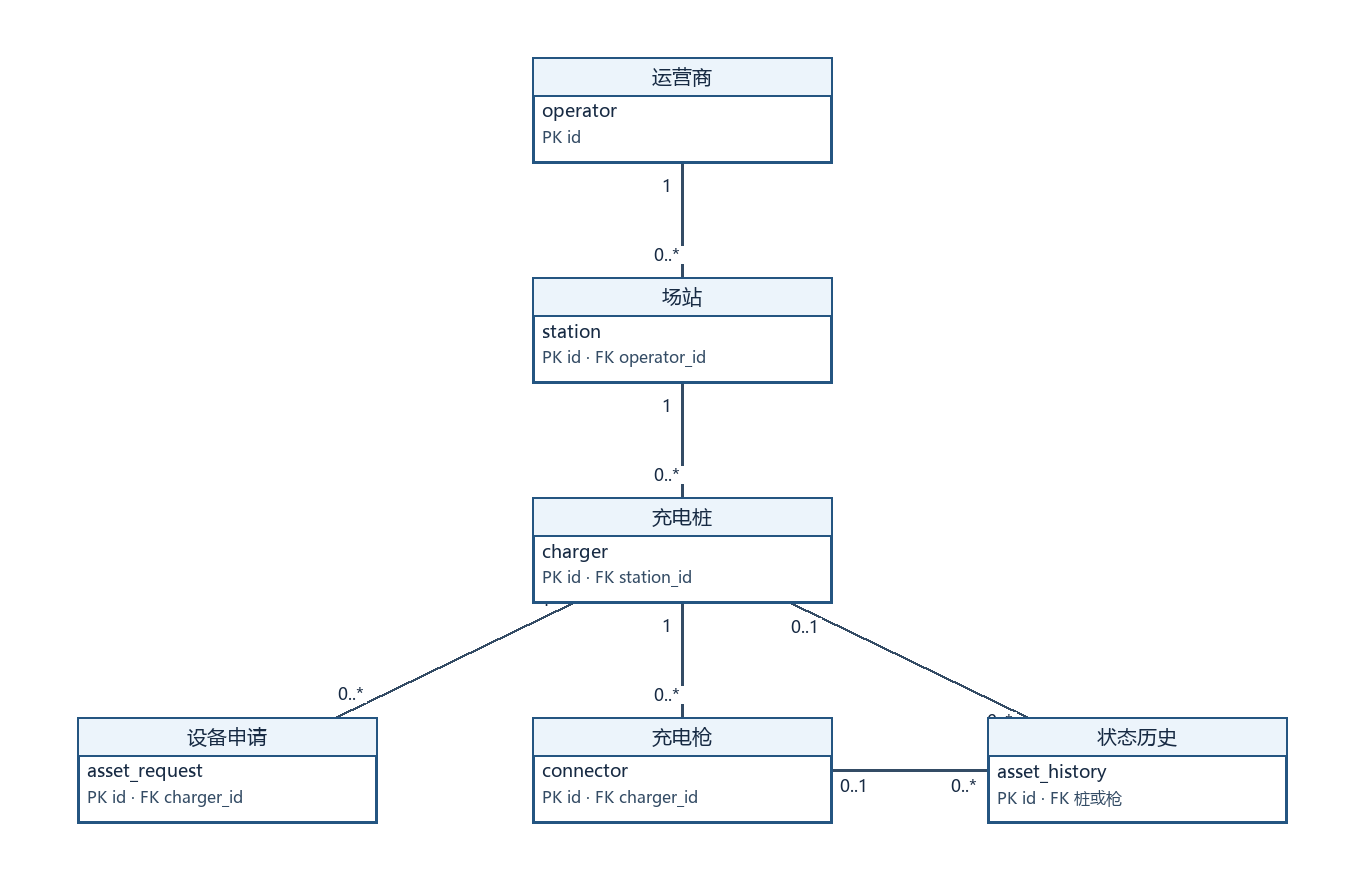 运营商
operator
PK id
1
0..*
场站
station
PK id · FK operator_id
1
0..*
充电桩
charger
PK id · FK station_id
1
0..1
0..*
0..*
设备申请
asset_request
PK id · FK charger_id
充电枪
connector
PK id · FK charger_id
0..1
0..*
状态历史
asset_history
PK id · FK 桩或枪